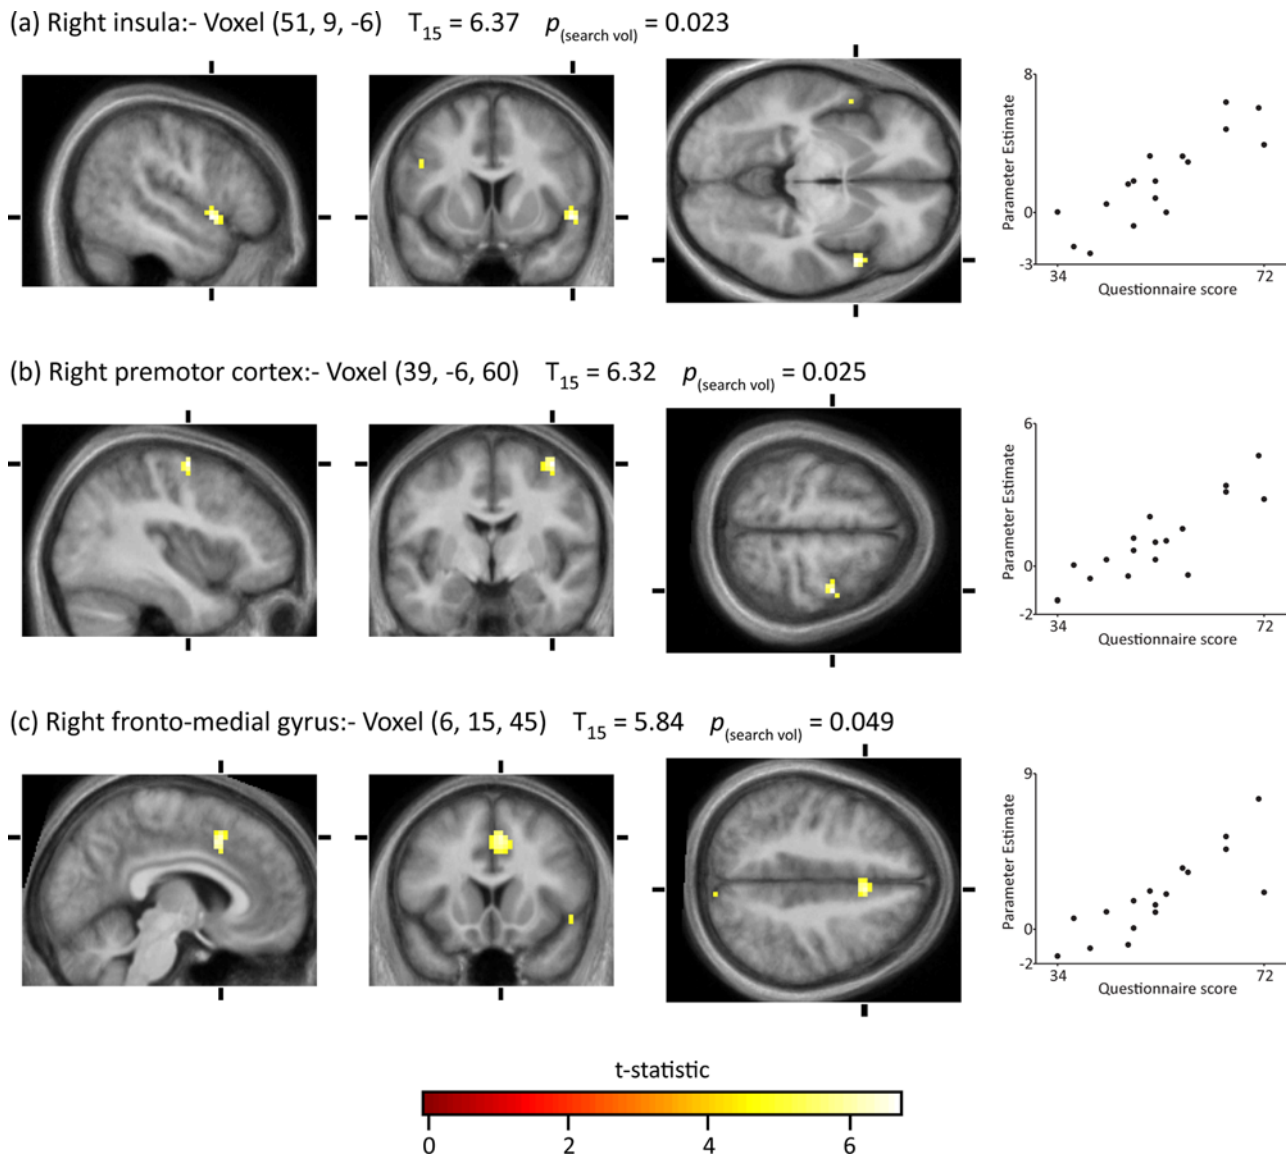 (a) Right insula:- Voxel (51, 9, -6) T15 = 6.37 p(search vol) = 0.023
8
Parameter Estimate
0
-3
34 72
Questionnaire score
(b) Right premotor cortex:- Voxel (39, -6, 60) T15 = 6.32 p(search vol) = 0.025
6
Parameter Estimate
0
-2
34 72
Questionnaire score
(c) Right fronto-medial gyrus:- Voxel (6, 15, 45) T15 = 5.84 p(search vol) = 0.049
9
Parameter Estimate
0
-2
34 72
Questionnaire score
t-statistic
0 2 4 6